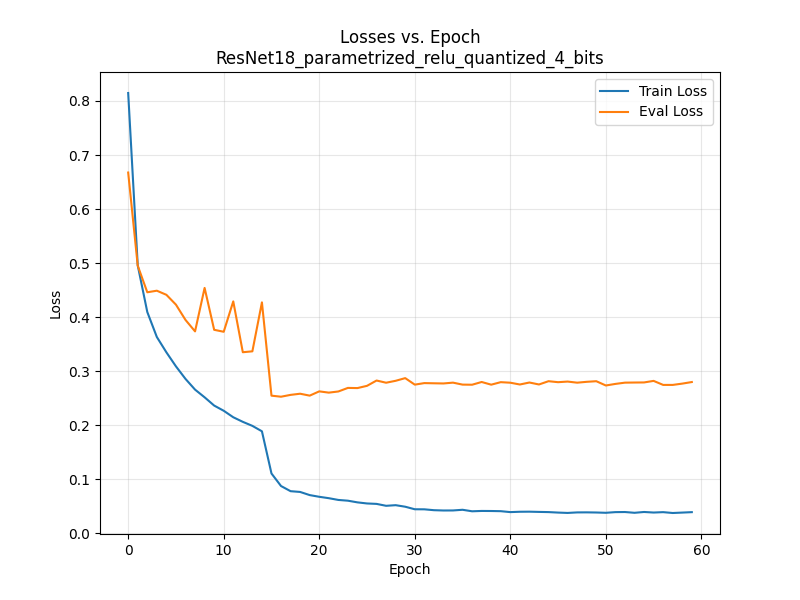 Losses vs. Epoch
ResNet18_parametrized_relu_quantized_4_bits
Train Loss
Eval Loss
0.8
0.7
0.6
0.5
0.4
0.3
0.2
0.1
0.0
Loss
0 10 20 30 40 50 60
Epoch